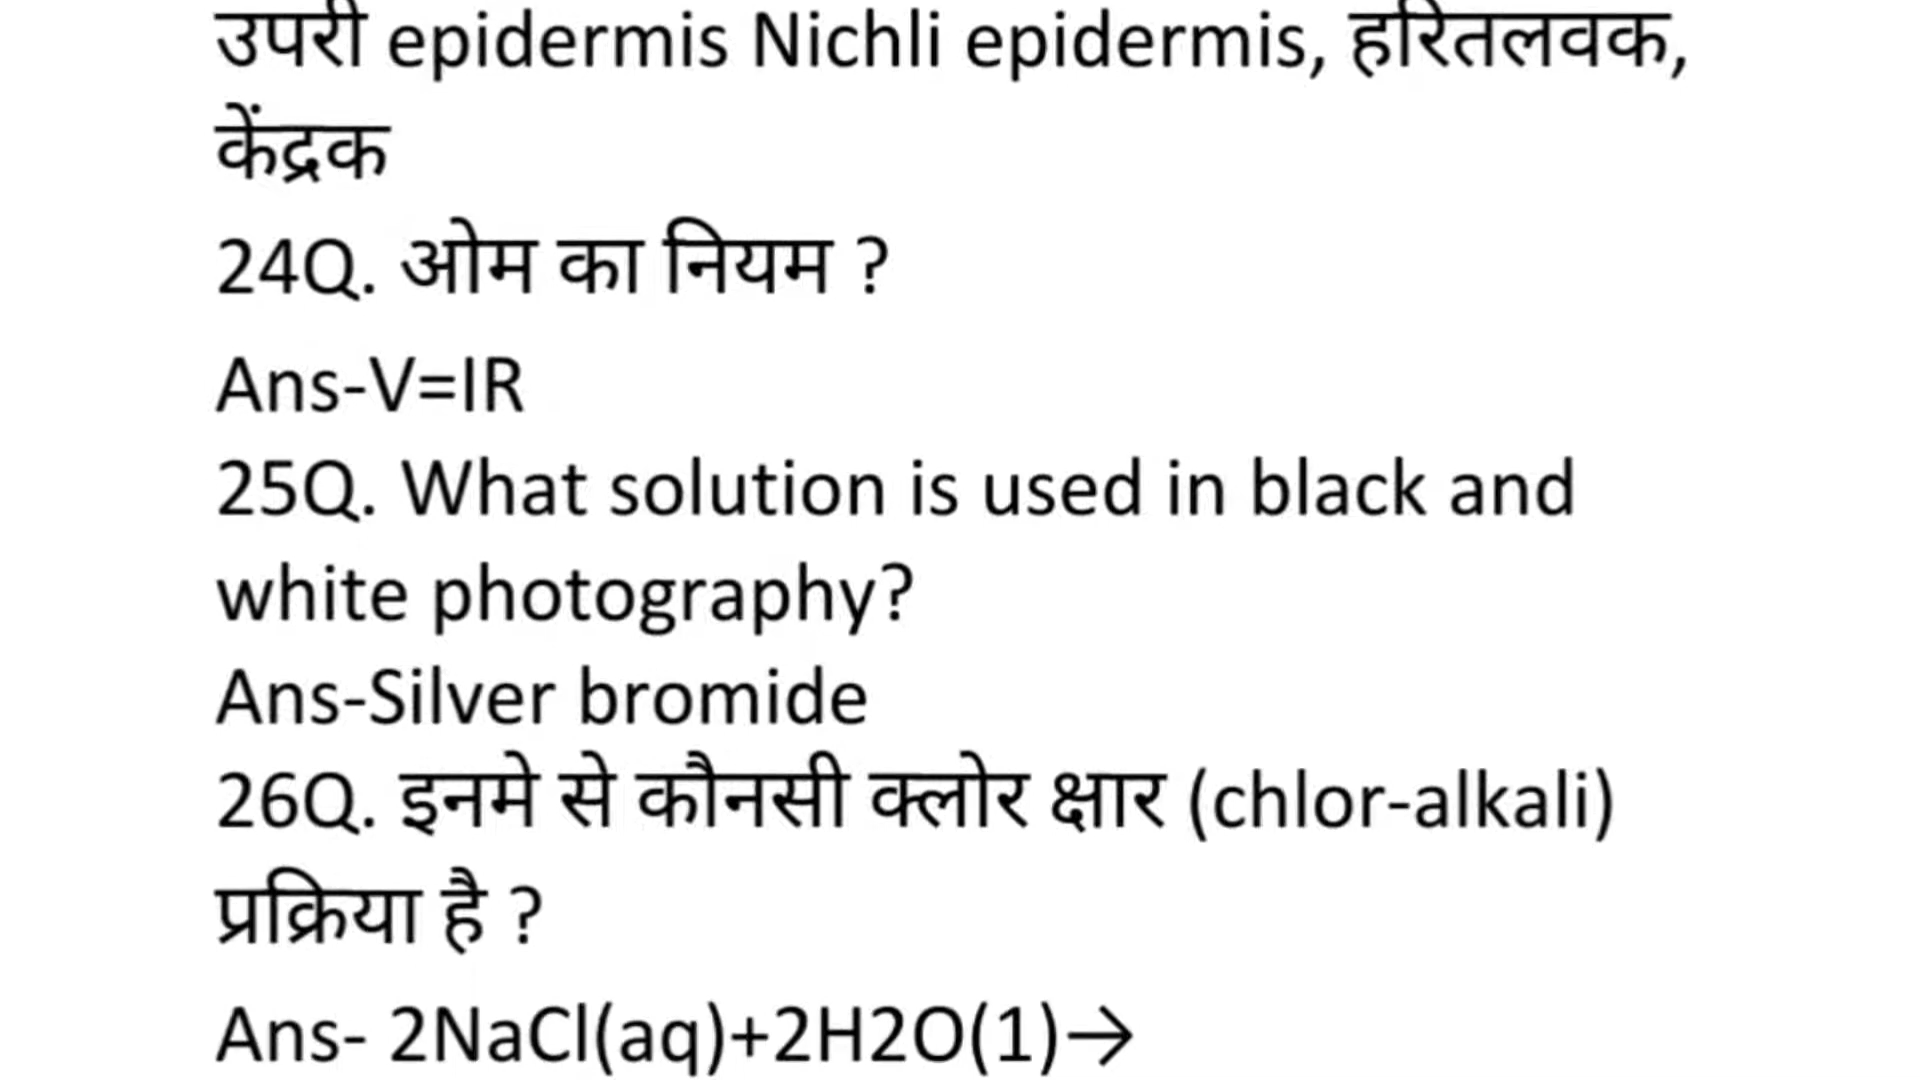 उपरी epidermis Nichli epidermis, हरितलवक,
केंद्रक
24Q. ओम का नियम ?
Ans-V=IR
25Q. What solution is used in black and
white photography?
Ans-Silver bromide
26Q. इनमे से कौनसी क्लोर क्षार (chlor-alkali)
प्रक्रिया है ?
Ans- 2NaCl(aq)+2H2O(1)→